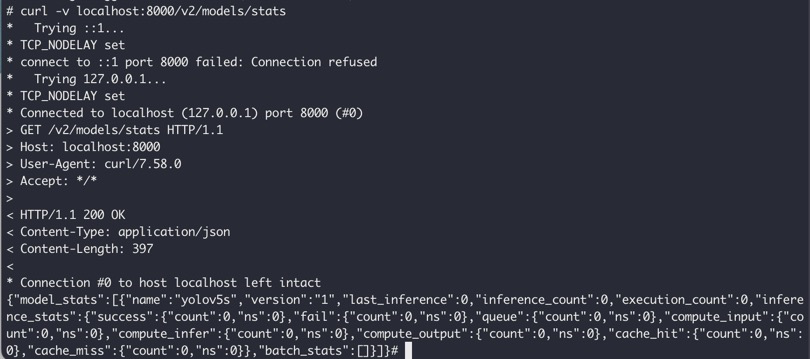 # curl -v localhost:8000/v2/models/stats
*   Trying ::1...
* TCP_NODELAY set
* connect to ::1 port 8000 failed: Connection refused
*   Trying 127.0.0.1...
* TCP_NODELAY set
* Connected to localhost (127.0.0.1) port 8000 (#0)
> GET /v2/models/stats HTTP/1.1
> Host: localhost:8000
> User-Agent: curl/7.58.0
> Accept: */*
>
< HTTP/1.1 200 OK
< Content-Type: application/json
< Content-Length: 397
<
* Connection #0 to host localhost left intact
{"model_stats":[{"name":"yolov5s","version":"1","last_inference":0,"inference_count":0,"execution_count":0,"infere
nce_stats":{"success":{"count":0,"ns":0},"fail":{"count":0,"ns":0},"queue":{"count":0,"ns":0},"compute_input":{"co
unt":0,"ns":0},"compute_infer":{"count":0,"ns":0},"compute_output":{"count":0,"ns":0},"cache_hit":{"count":0,"ns":
0},"cache_miss":{"count":0,"ns":0}},"batch_stats":[]}]}#